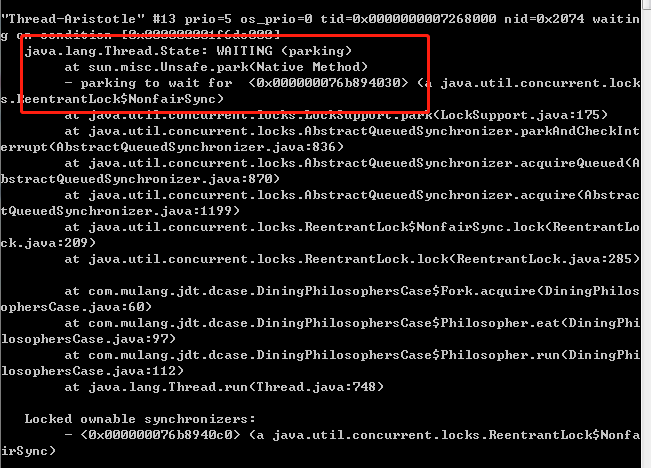 "Thread-Aristotle" #13 prio=5 os_prio=0 tid=0x0000000007268000 nid=0x2074 waitin
g on condition [0x000000001f6de000]
   java.lang.Thread.State: WAITING (parking)
        at sun.misc.Unsafe.park(Native Method)
        - parking to wait for  <0x000000076b894030> (a java.util.concurrent.lock
s.ReentrantLock$NonfairSync)
        at java.util.concurrent.locks.LockSupport.park(LockSupport.java:175)
        at java.util.concurrent.locks.AbstractQueuedSynchronizer.parkAndCheckInt
errupt(AbstractQueuedSynchronizer.java:836)
        at java.util.concurrent.locks.AbstractQueuedSynchronizer.acquireQueued(A
bstractQueuedSynchronizer.java:870)
        at java.util.concurrent.locks.AbstractQueuedSynchronizer.acquire(Abstrac
tQueuedSynchronizer.java:1199)
        at java.util.concurrent.locks.ReentrantLock$NonfairSync.lock(ReentrantLo
ck.java:209)
        at java.util.concurrent.locks.ReentrantLock.lock(ReentrantLock.java:285)
        at com.mulang.jdt.dcase.DiningPhilosophersCase$Fork.acquire(DiningPhilos
ophersCase.java:60)
        at com.mulang.jdt.dcase.DiningPhilosophersCase$Philosopher.eat(DiningPhi
losophersCase.java:97)
        at com.mulang.jdt.dcase.DiningPhilosophersCase$Philosopher.run(DiningPhi
losophersCase.java:112)
        at java.lang.Thread.run(Thread.java:748)
   Locked ownable synchronizers:
        - <0x000000076b8940c0> (a java.util.concurrent.locks.ReentrantLock$Nonfa
irSync)